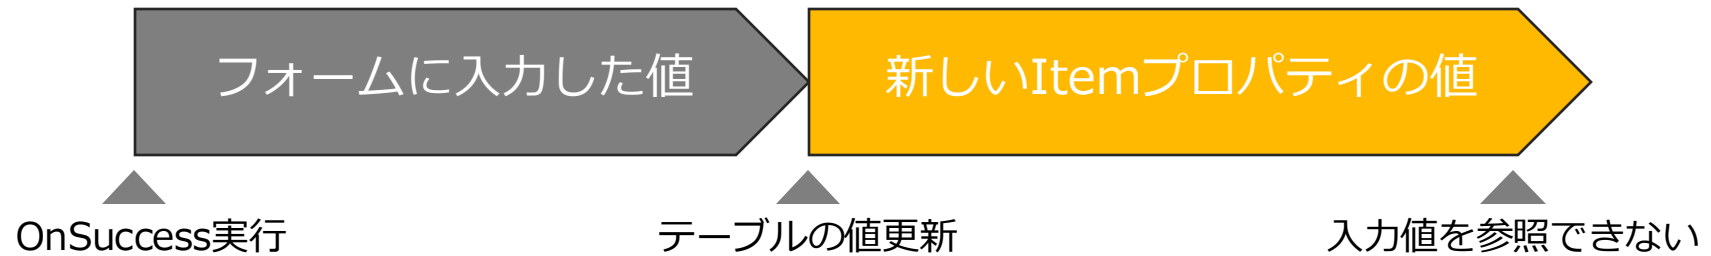 フォームに入力した値
新しいItemプロパティの値
OnSuccess実行
テーブルの値更新
入力値を参照できない